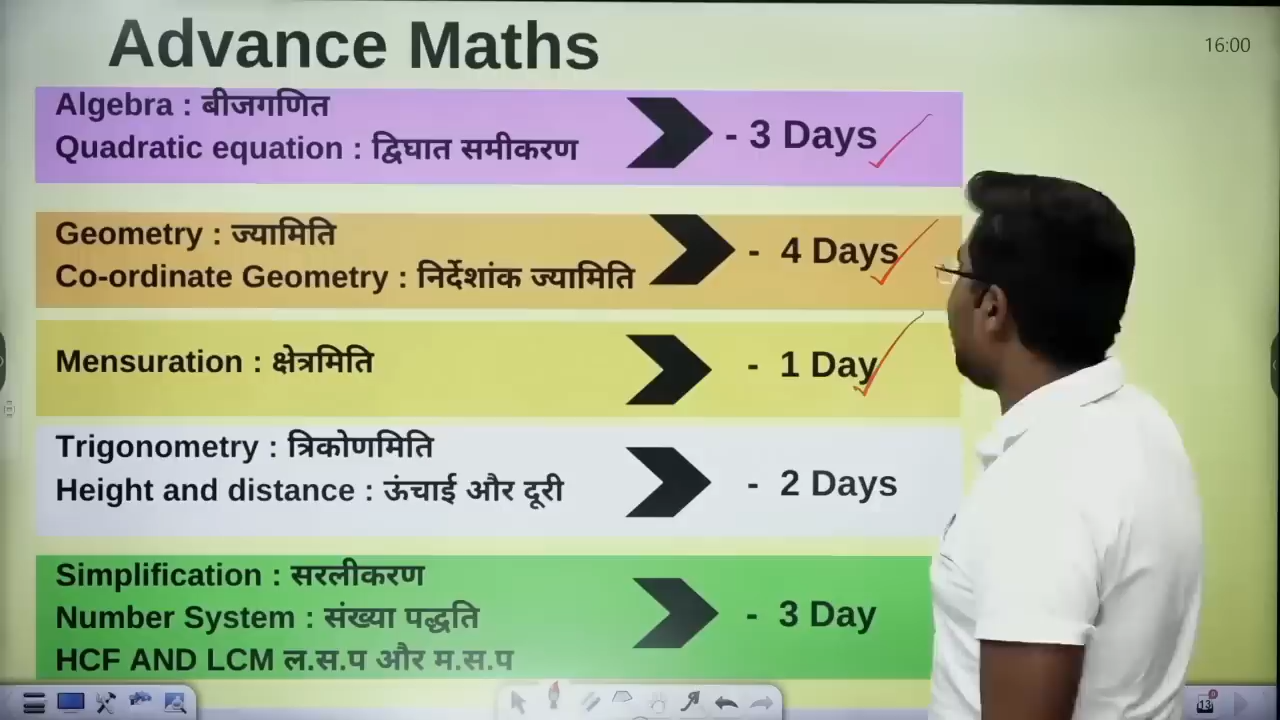 Advance Maths
16:00
Algebra : बीजगणित
Quadratic equation : द्विघात समीकरण
- 3 Days
Geometry : ज्यामिति
Co-ordinate Geometry : निर्देशांक ज्यामिति
- 4 Days
Mensuration : क्षेत्रमिति
- 1 Day
Trigonometry : त्रिकोणमिति
Height and distance : ऊंचाई और दूरी
- 2 Days
Simplification : सरलीकरण
Number System : संख्या पद्धति
HCF AND LCM ल.स.प और म.स.प
- 3 Day
13